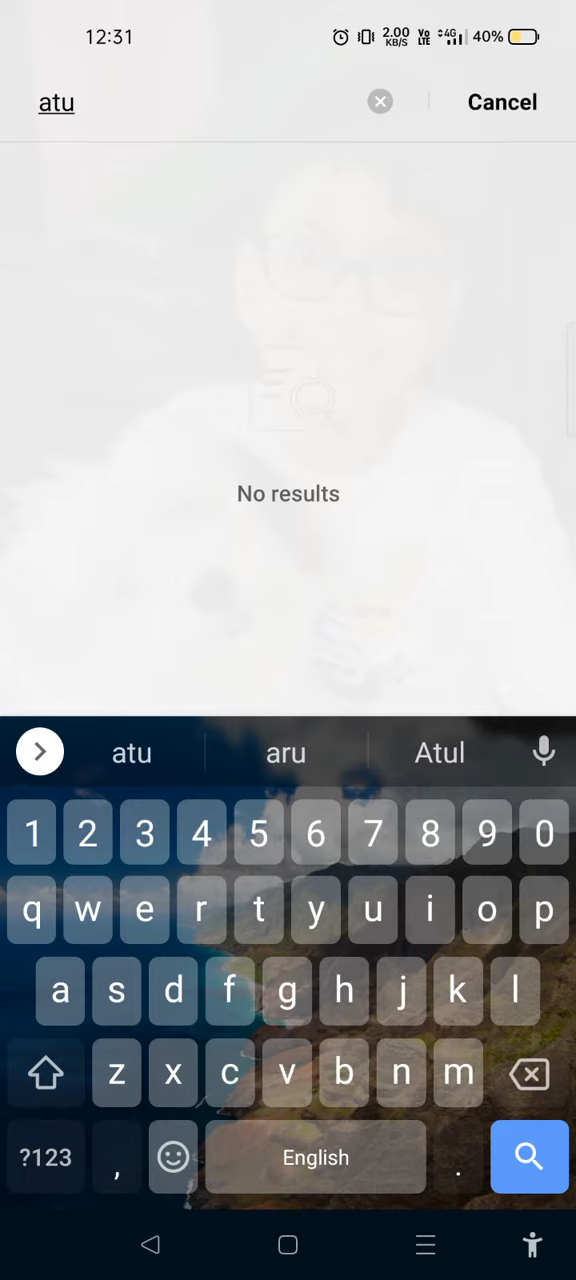 12:31 2.00 KB/S Vo LTE 4G 40%
atu Cancel
No results
atu aru Atul
1 2 3 4 5 6 7 8 9 0
q w e r t y u i o p
a s d f g h j k l
z x c v b n m
?123 , English .